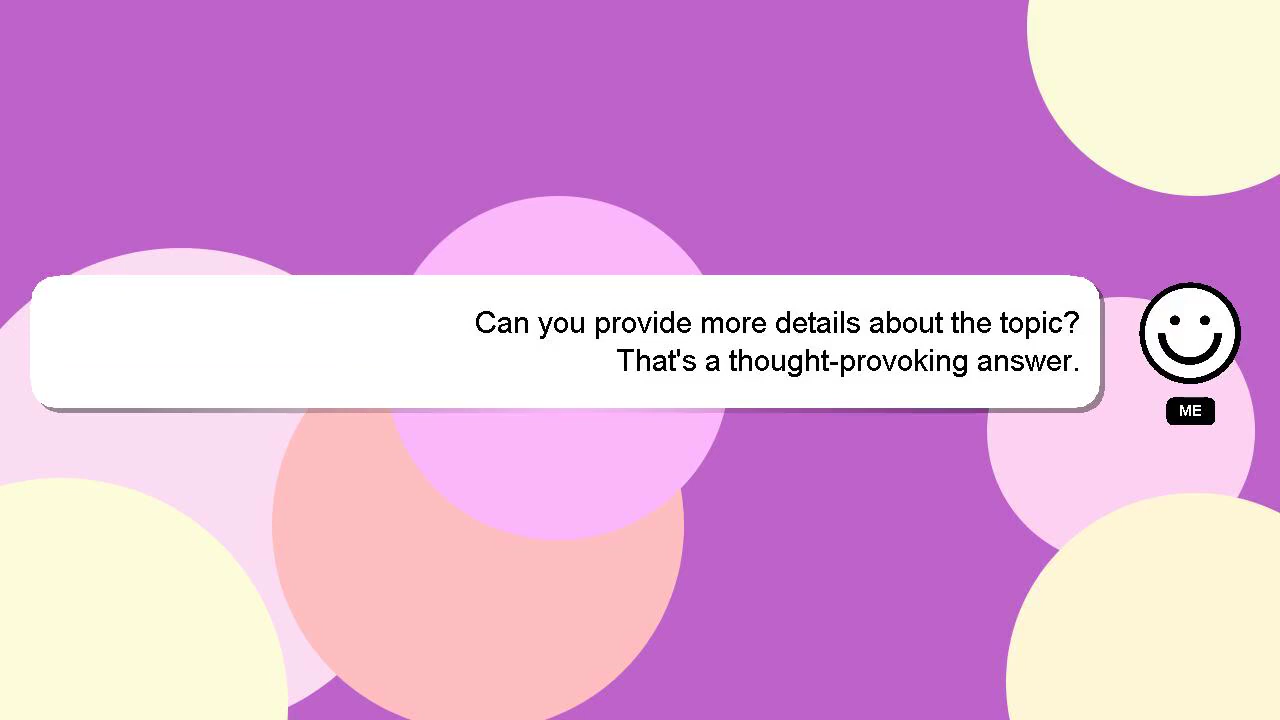 Can you provide more details about the topic?
That's a thought-provoking answer.
ME